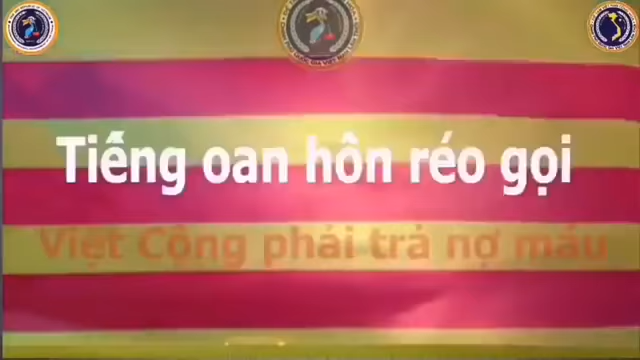 Tiếng oan hồn réo gọi
Việt Cộng phải trả nợ máu